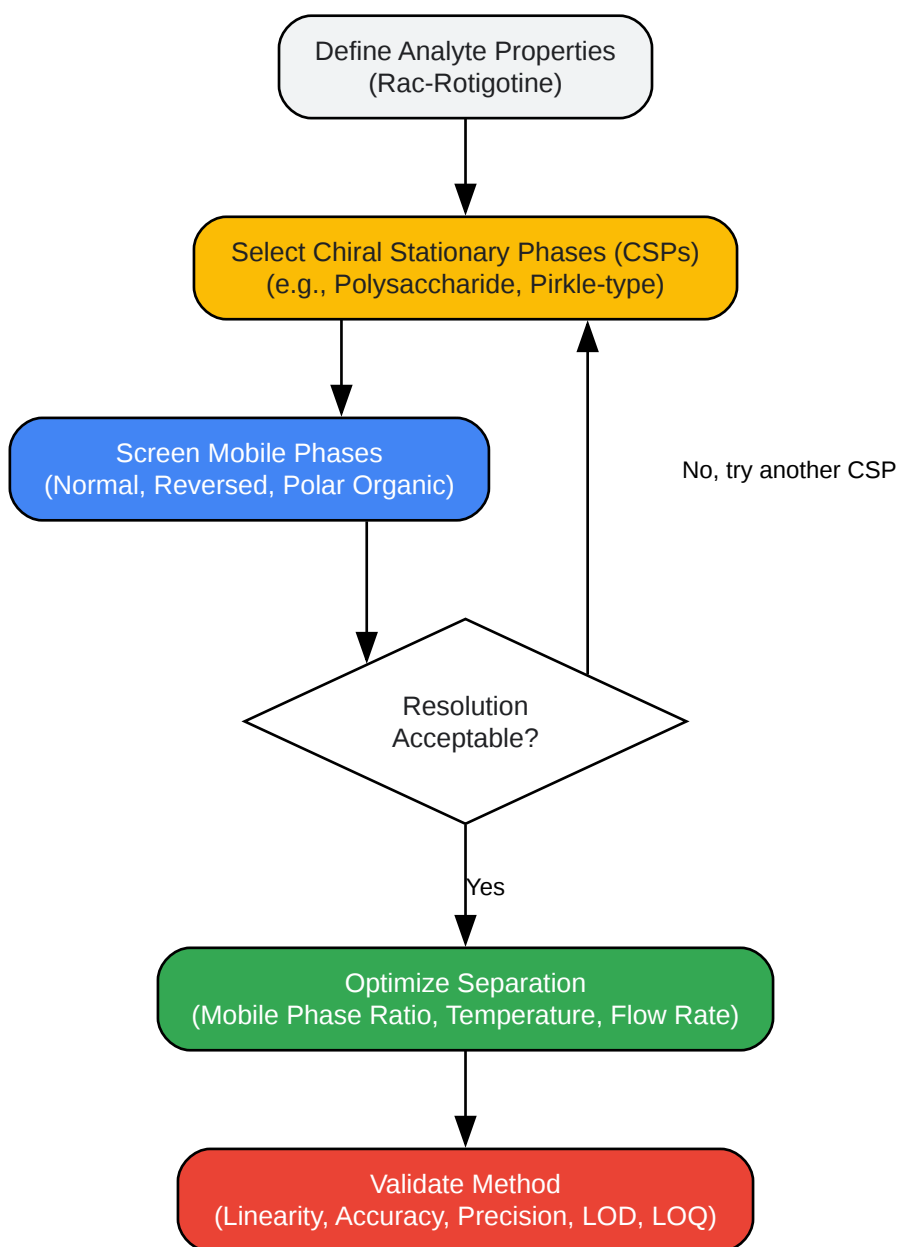 Define Analyte Properties
(Rac-Rotigotine)
Select Chiral Stationary Phases (CSPs)
(e.g., Polysaccharide, Pirkle-type)
Screen Mobile Phases
(Normal, Reversed, Polar Organic)
No, try another CSP
Resolution
Acceptable?
Yes
Optimize Separation
(Mobile Phase Ratio, Temperature, Flow Rate)
Validate Method
(Linearity, Accuracy, Precision, LOD, LOQ)